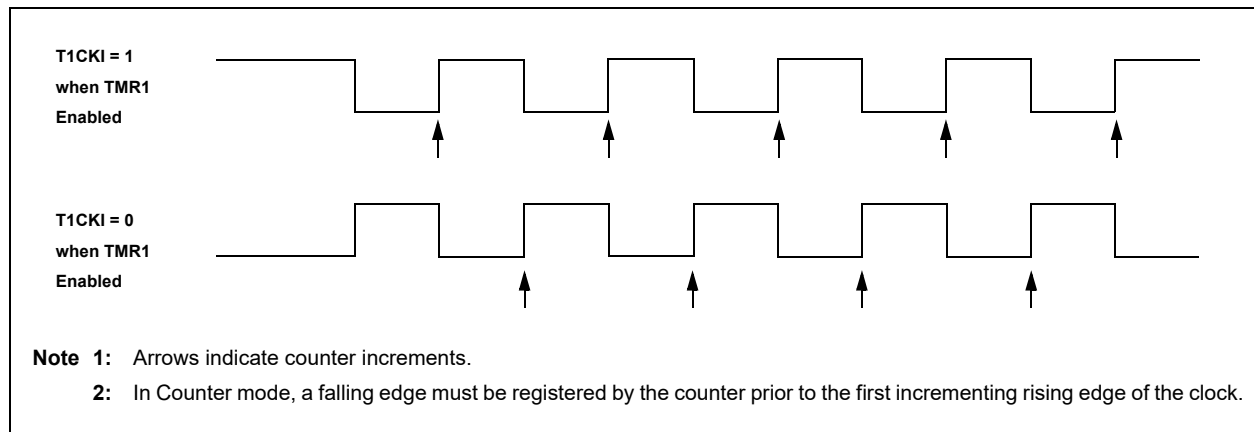 T1CKI = 1
when TMR1
Enabled
T1CKI = 0
when TMR1
Enabled
Note 1: Arrows indicate counter increments.
2: In Counter mode, a falling edge must be registered by the counter prior to the first incrementing rising edge of the clock.